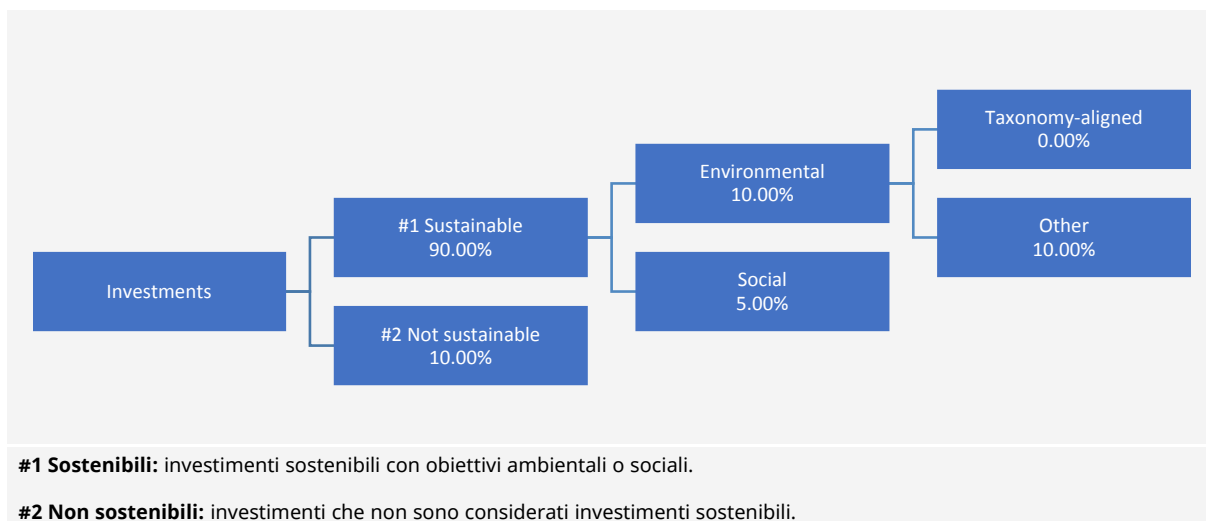 Investments
#1 Sustainable
90.00%
#2 Not sustainable
10.00%
Environmental
10.00%
Social
5.00%
Taxonomy-aligned
0.00%
Other
10.00%
#1 Sostenibili: investimenti sostenibili con obiettivi ambientali o sociali.
#2 Non sostenibili: investimenti che non sono considerati investimenti sostenibili.